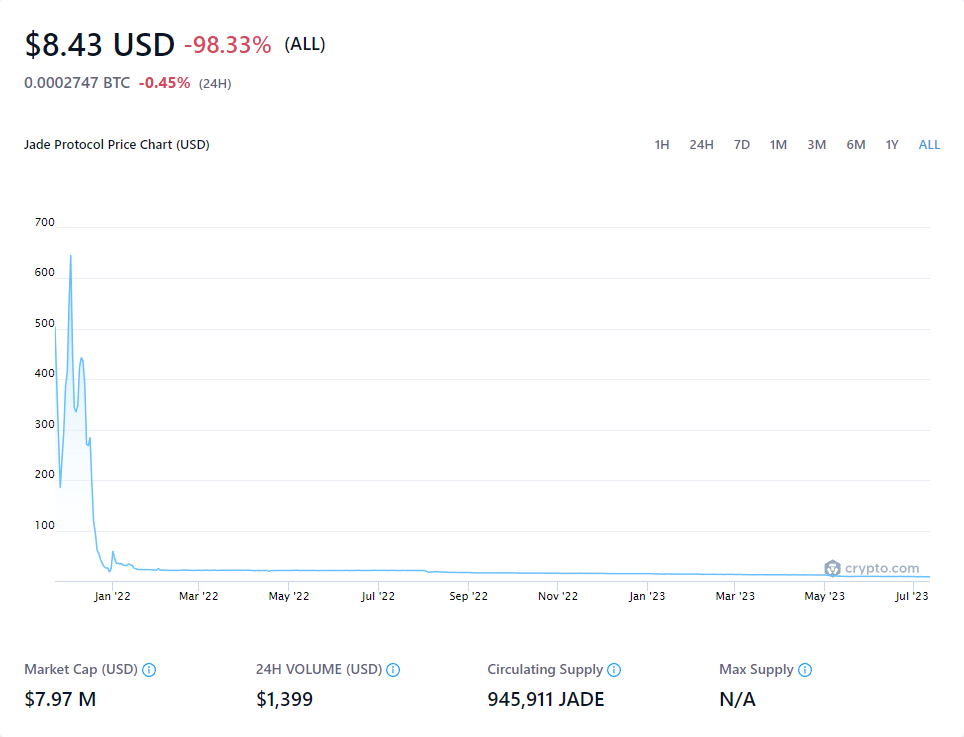 $8.43 USD -98.33% (ALL)
0.0002747 BTC -0.45% (24H)
Jade Protocol Price Chart (USD) 1H 24H 7D 1M 3M 6M 1Y ALL
700
600
500
400
300
200
100
crypto.com
Jan '22 Mar '22 May '22 Jul '22 Sep '22 Nov '22 Jan '23 Mar '23 May '23 Jul '23
Market Cap (USD) 24H VOLUME (USD) Circulating Supply Max Supply
$7.97 M $1,399 945,911 JADE N/A